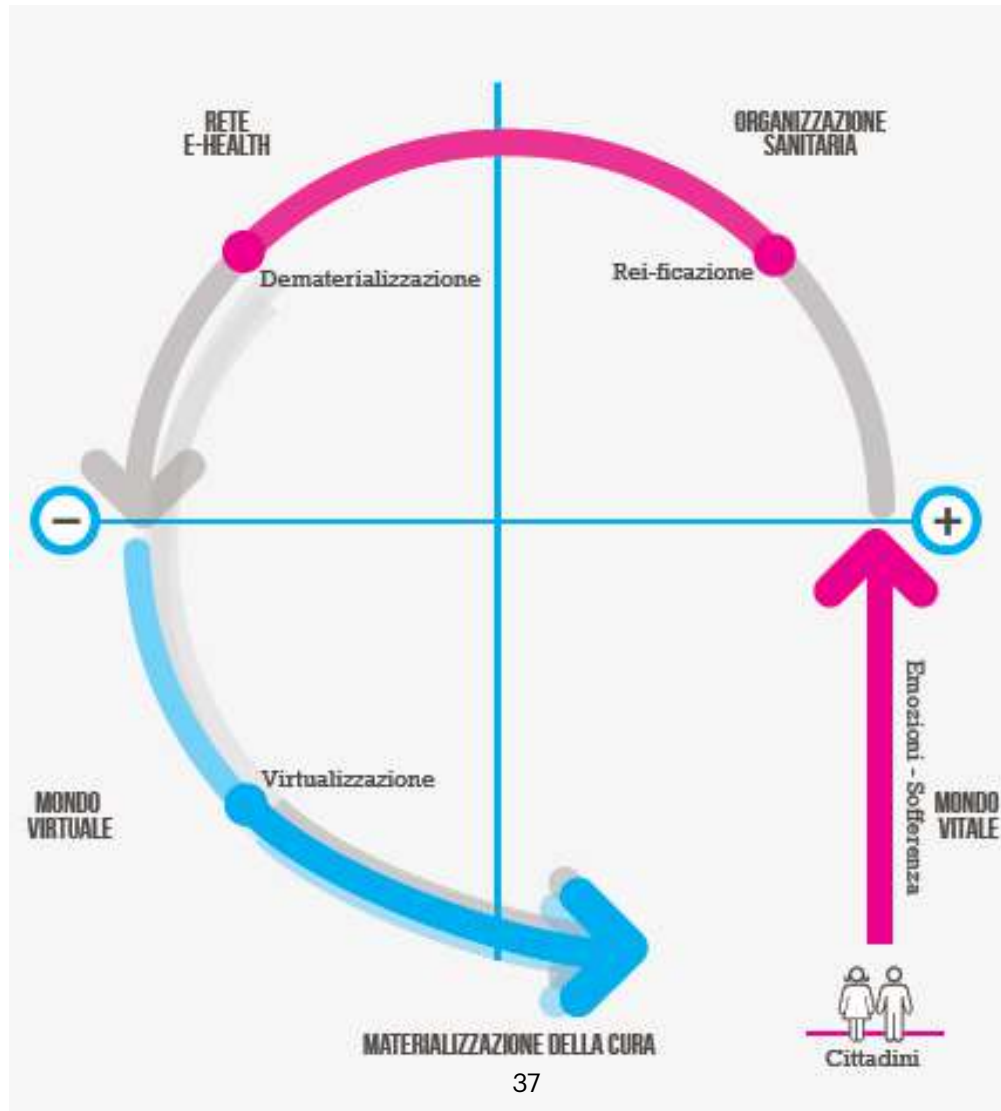 RETE
E-HEALTH
ORGANIZZAZIONE
SANITARIA
Dematerializzazione
Rei-ficazione
−
+
Emozioni - Sofferenza
Virtualizzazione
MONDO
VIRTUALE
MONDO
VITALE
MATERIALIZZAZIONE DELLA CURA
Cittadini
37